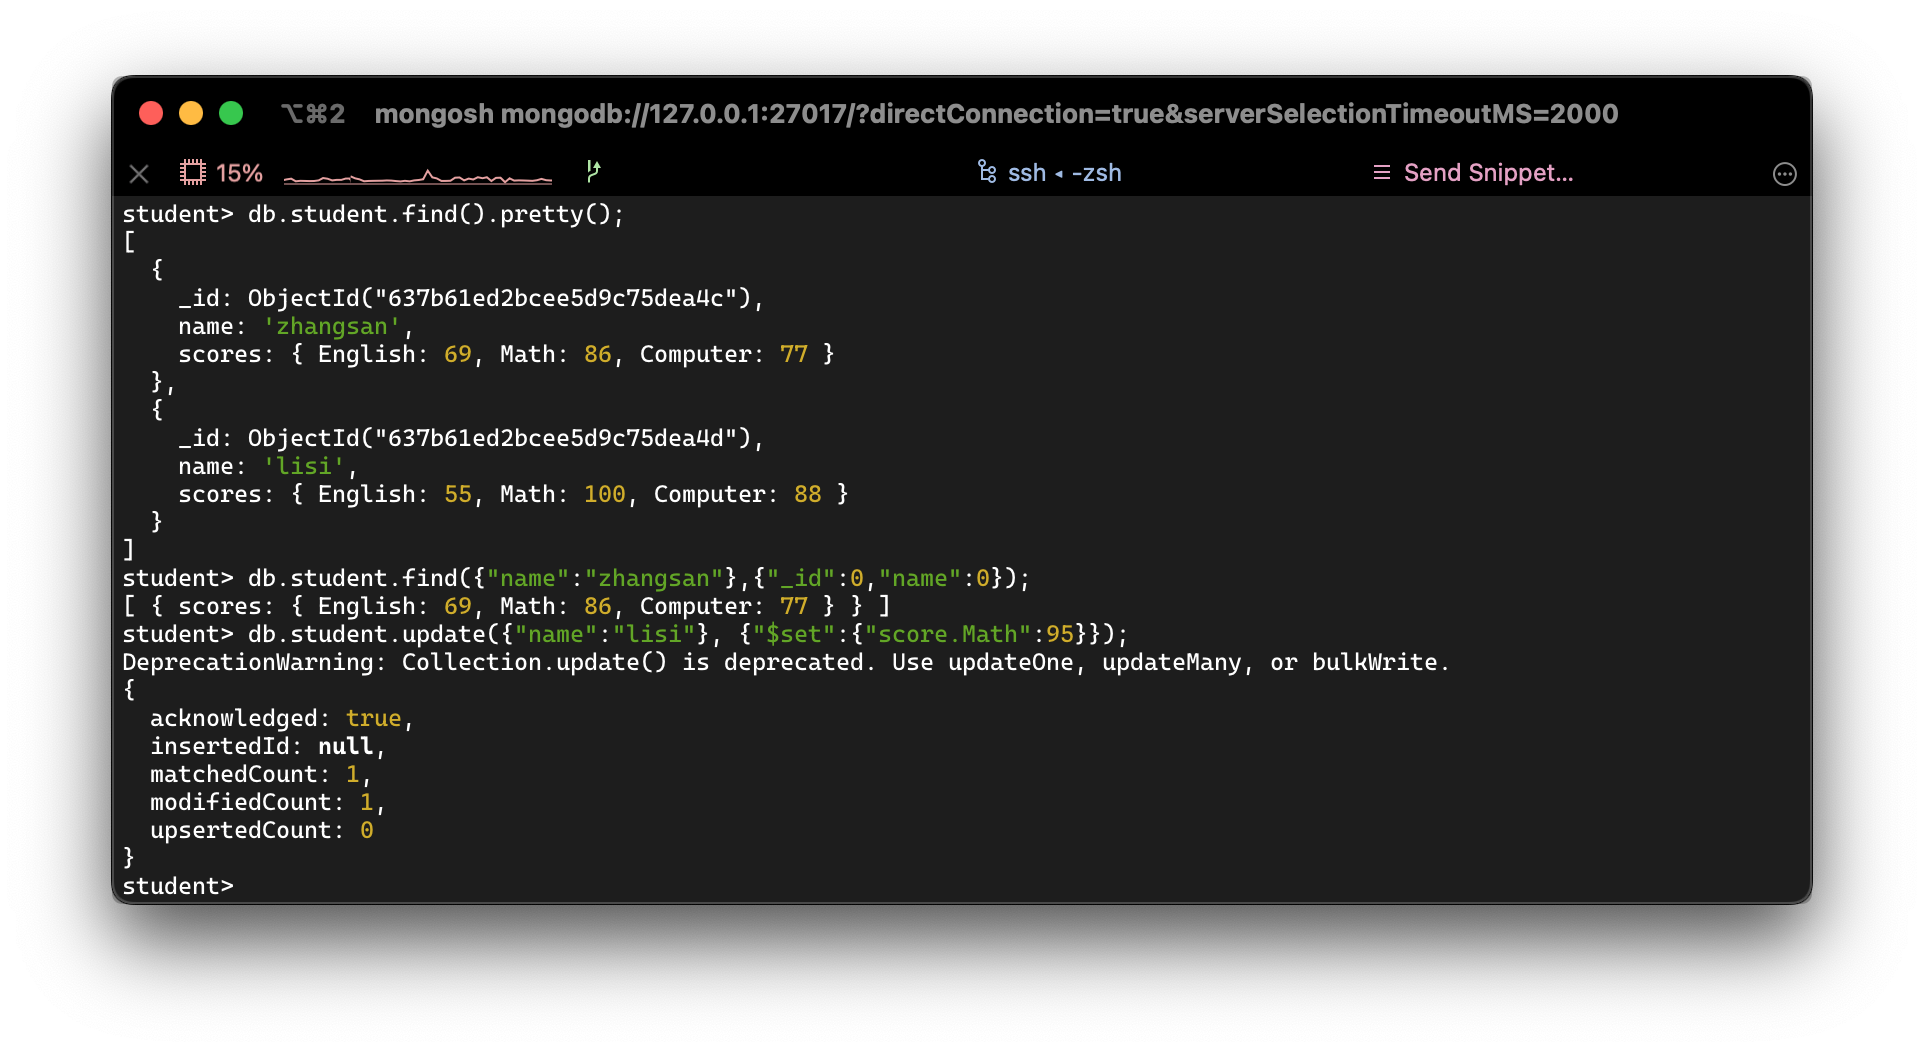 ⌥⌘2 mongosh mongodb://127.0.0.1:27017/?directConnection=true&serverSelectionTimeoutMS=2000
15% ssh ◂ -zsh Send Snippet...
student> db.student.find().pretty();
[
  {
    _id: ObjectId("637b61ed2bcee5d9c75dea4c"),
    name: 'zhangsan',
    scores: { English: 69, Math: 86, Computer: 77 }
  },
  {
    _id: ObjectId("637b61ed2bcee5d9c75dea4d"),
    name: 'lisi',
    scores: { English: 55, Math: 100, Computer: 88 }
  }
]
student> db.student.find({"name":"zhangsan"},{"_id":0,"name":0});
[ { scores: { English: 69, Math: 86, Computer: 77 } } ]
student> db.student.update({"name":"lisi"}, {"$set":{"score.Math":95}});
DeprecationWarning: Collection.update() is deprecated. Use updateOne, updateMany, or bulkWrite.
{
  acknowledged: true,
  insertedId: null,
  matchedCount: 1,
  modifiedCount: 1,
  upsertedCount: 0
}
student>